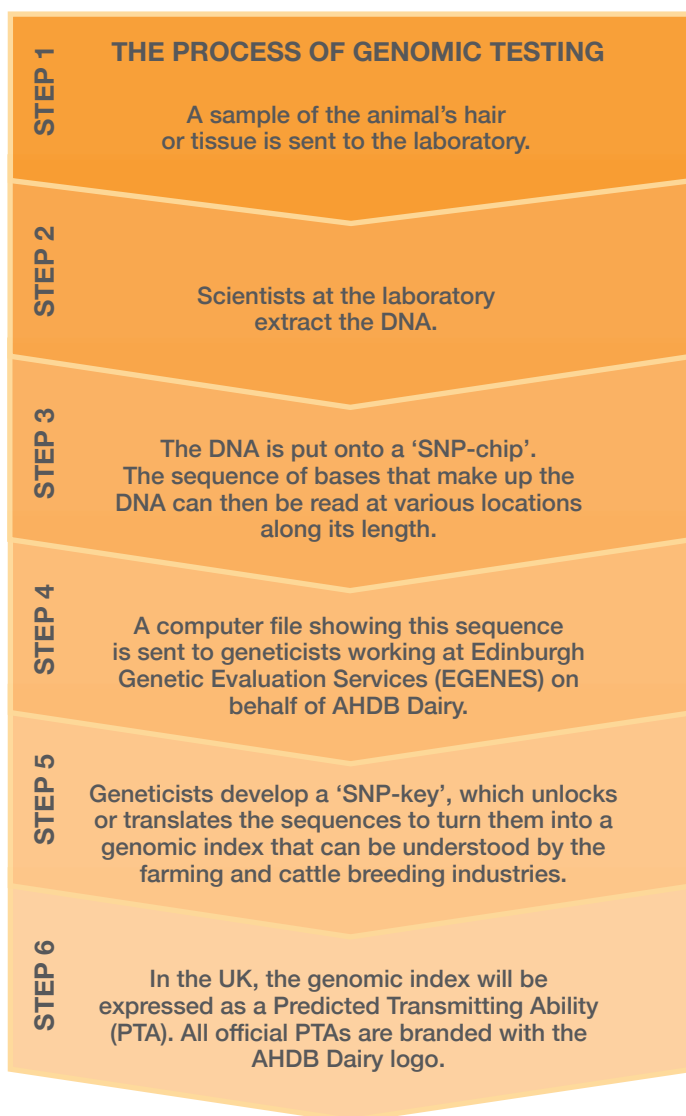 STEP 1
THE PROCESS OF GENOMIC TESTING
A sample of the animal’s hair
or tissue is sent to the laboratory.
STEP 2
Scientists at the laboratory
extract the DNA.
STEP 3
The DNA is put onto a ‘SNP-chip’.
The sequence of bases that make up the
DNA can then be read at various locations
along its length.
STEP 4
A computer file showing this sequence
is sent to geneticists working at Edinburgh
Genetic Evaluation Services (EGENES) on
behalf of AHDB Dairy.
STEP 5
Geneticists develop a ‘SNP-key’, which unlocks
or translates the sequences to turn them into a
genomic index that can be understood by the
farming and cattle breeding industries.
STEP 6
In the UK, the genomic index will be
expressed as a Predicted Transmitting Ability
(PTA). All official PTAs are branded with the
AHDB Dairy logo.